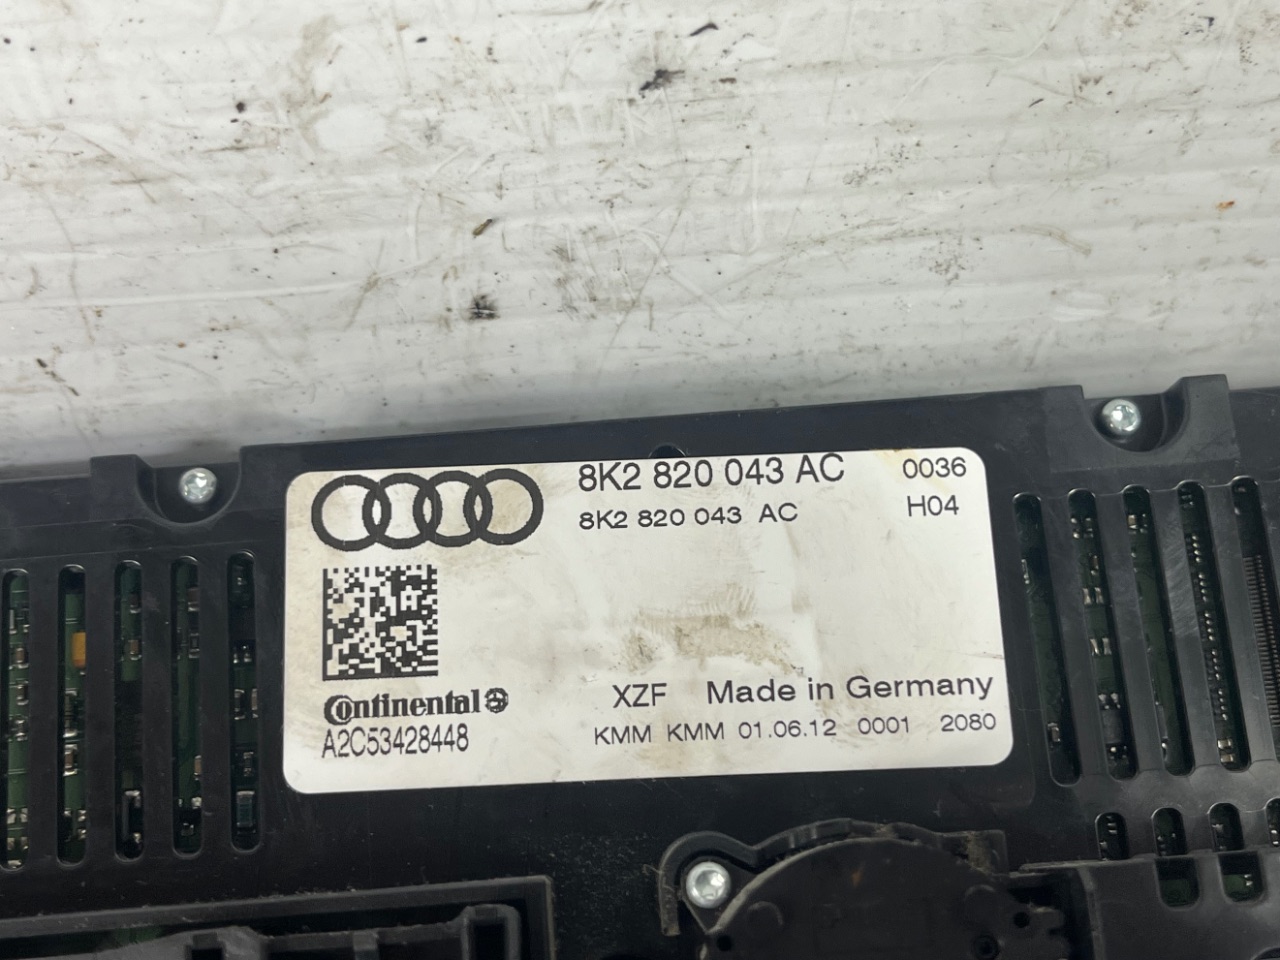 8K2 820 043 AC 0036
8K2 820 043 AC H04
Continental
A2C53428448
XZF Made in Germany
KMM KMM 01.06.12 0001 2080